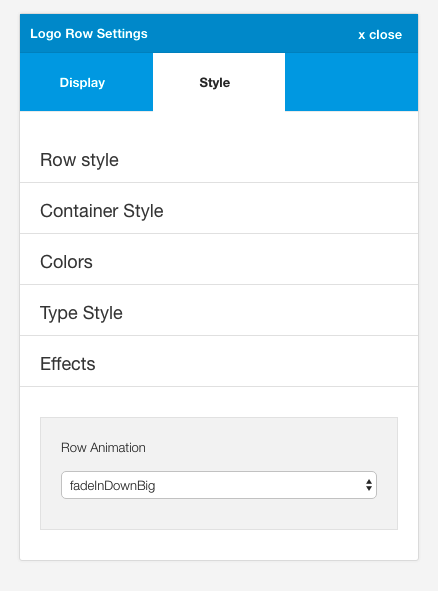 Logo Row Settings x close
Display Style
Row style
Container Style
Colors
Type Style
Effects
Row Animation
fadeInDownBig